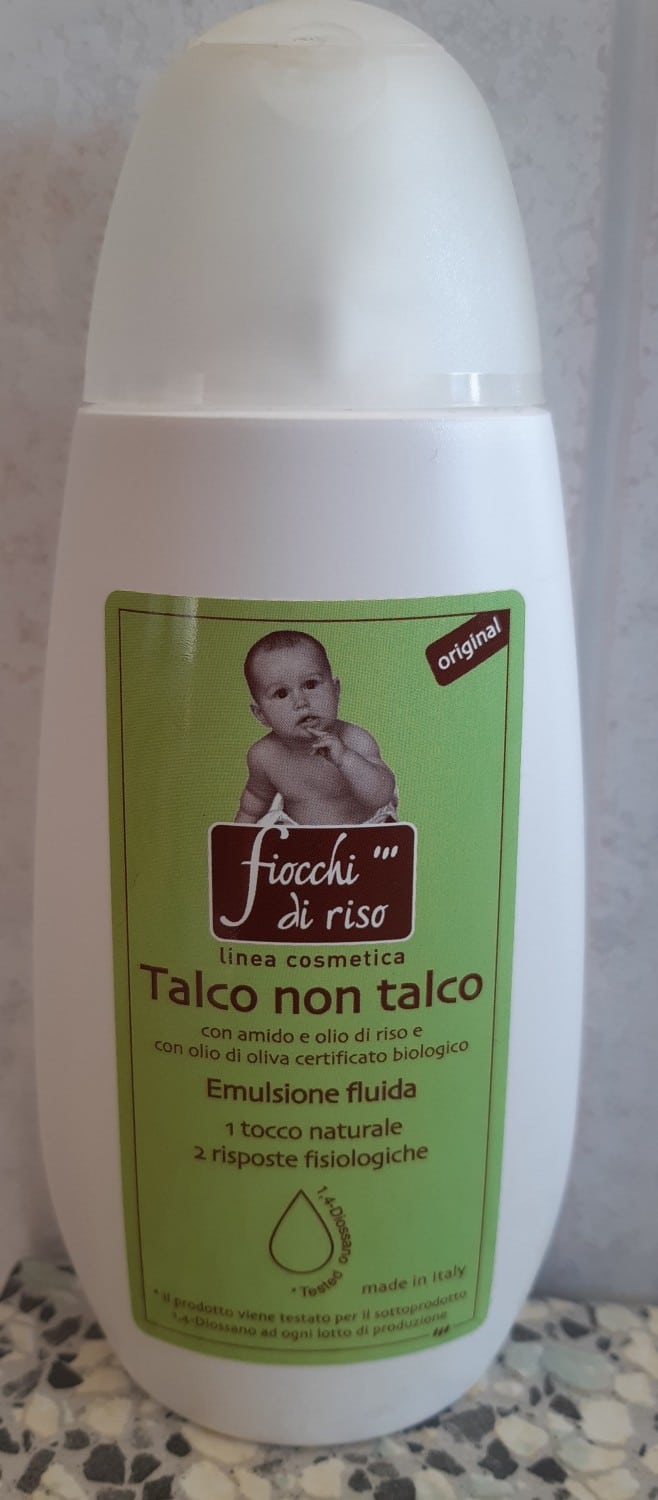 original
fiocchi
di riso
linea cosmetica
Talco non talco
con amido e olio di riso e
con olio di oliva certificato biologico
Emulsione fluida
1 tocco naturale
2 risposte fisiologiche
1,4-Diossano
* Tested
made in Italy
* il prodotto viene testato per il sottoprodotto
1,4-Diossano ad ogni lotto di produzione